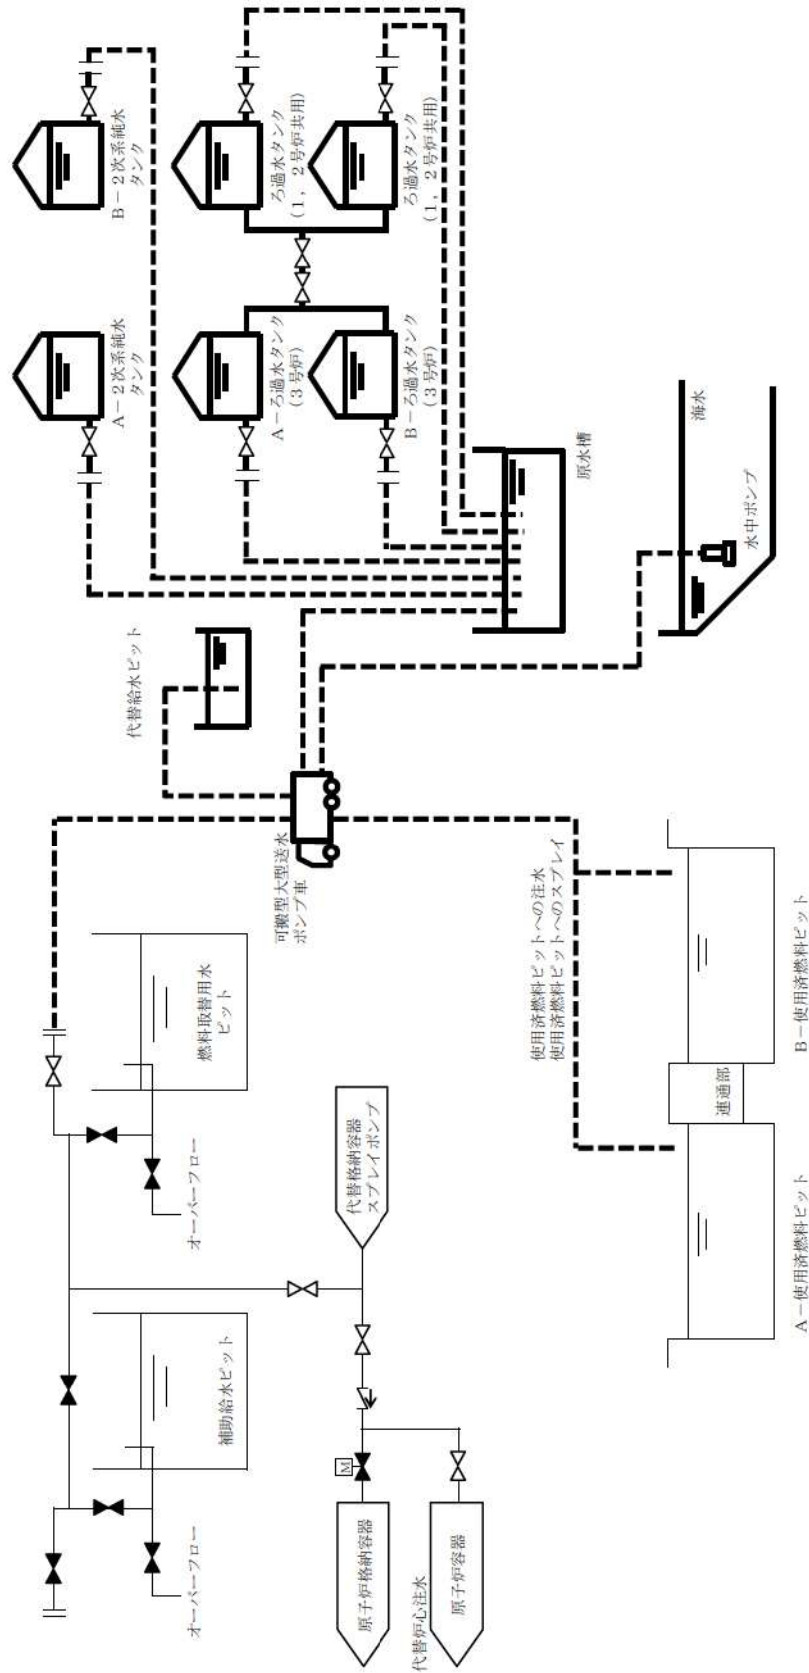 オーバーフロー
補助給水ピット
オーバーフロー
燃料取替用水
ピット
可搬型大型送水
ポンプ車
代替給水ピット
A－2次系純水
タンク
B－2次系純水
タンク
A－ろ過水タンク
(3号炉)
ろ過水タンク
(1，2号炉共用)
B－ろ過水タンク
(3号炉)
ろ過水タンク
(1，2号炉共用)
原水槽
海水
水中ポンプ
M
原子炉格納容器
代替炉心注水
原子炉容器
代替格納容器
スプレイポンプ
使用済燃料ピットへの注水
使用済燃料ピットへのスプレイ
連通部
A－使用済燃料ピット
B－使用済燃料ピット